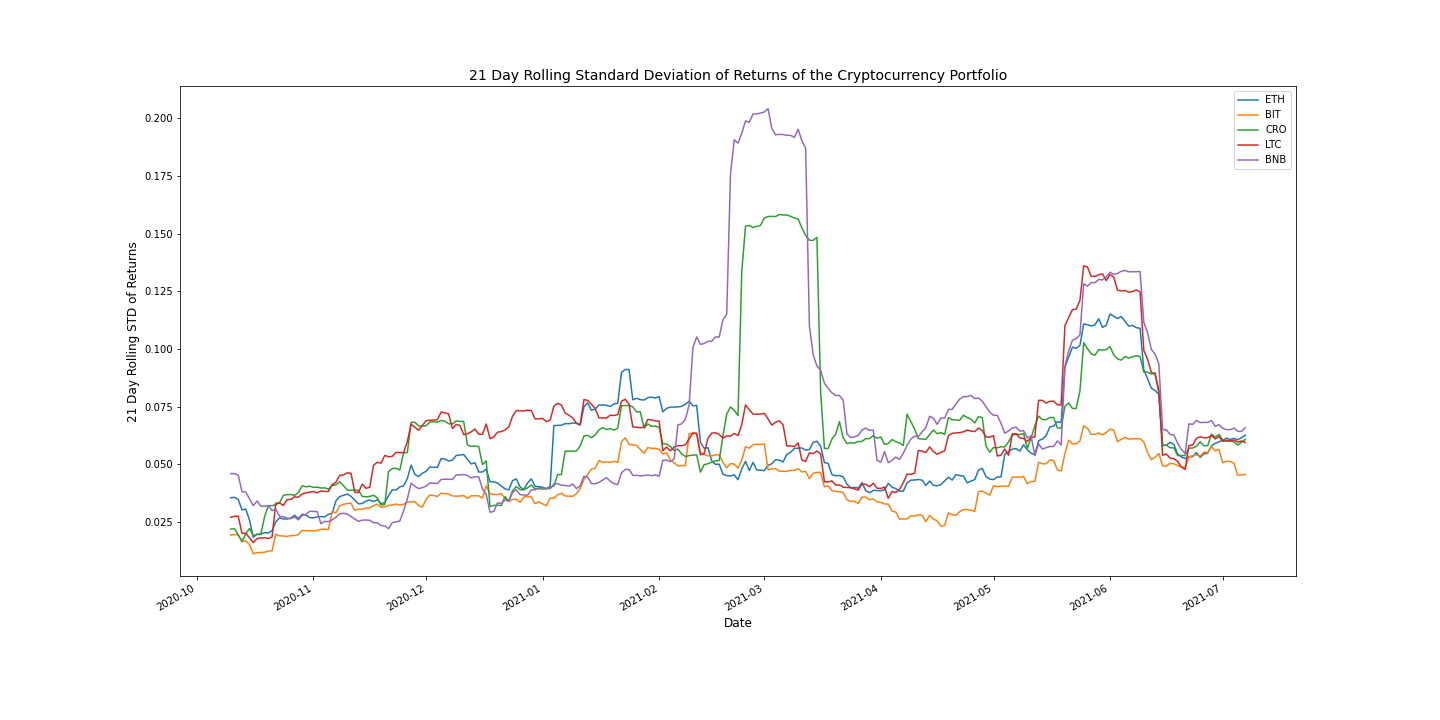 21 Day Rolling Standard Deviation of Returns of the Cryptocurrency Portfolio
ETH
BIT
CRO
LTC
BNB
21 Day Rolling STD of Returns
0.200
0.175
0.150
0.125
0.100
0.075
0.050
0.025
2020-10
2020-11
2020-12
2021-01
2021-02
2021-03
2021-04
2021-05
2021-06
2021-07
Date